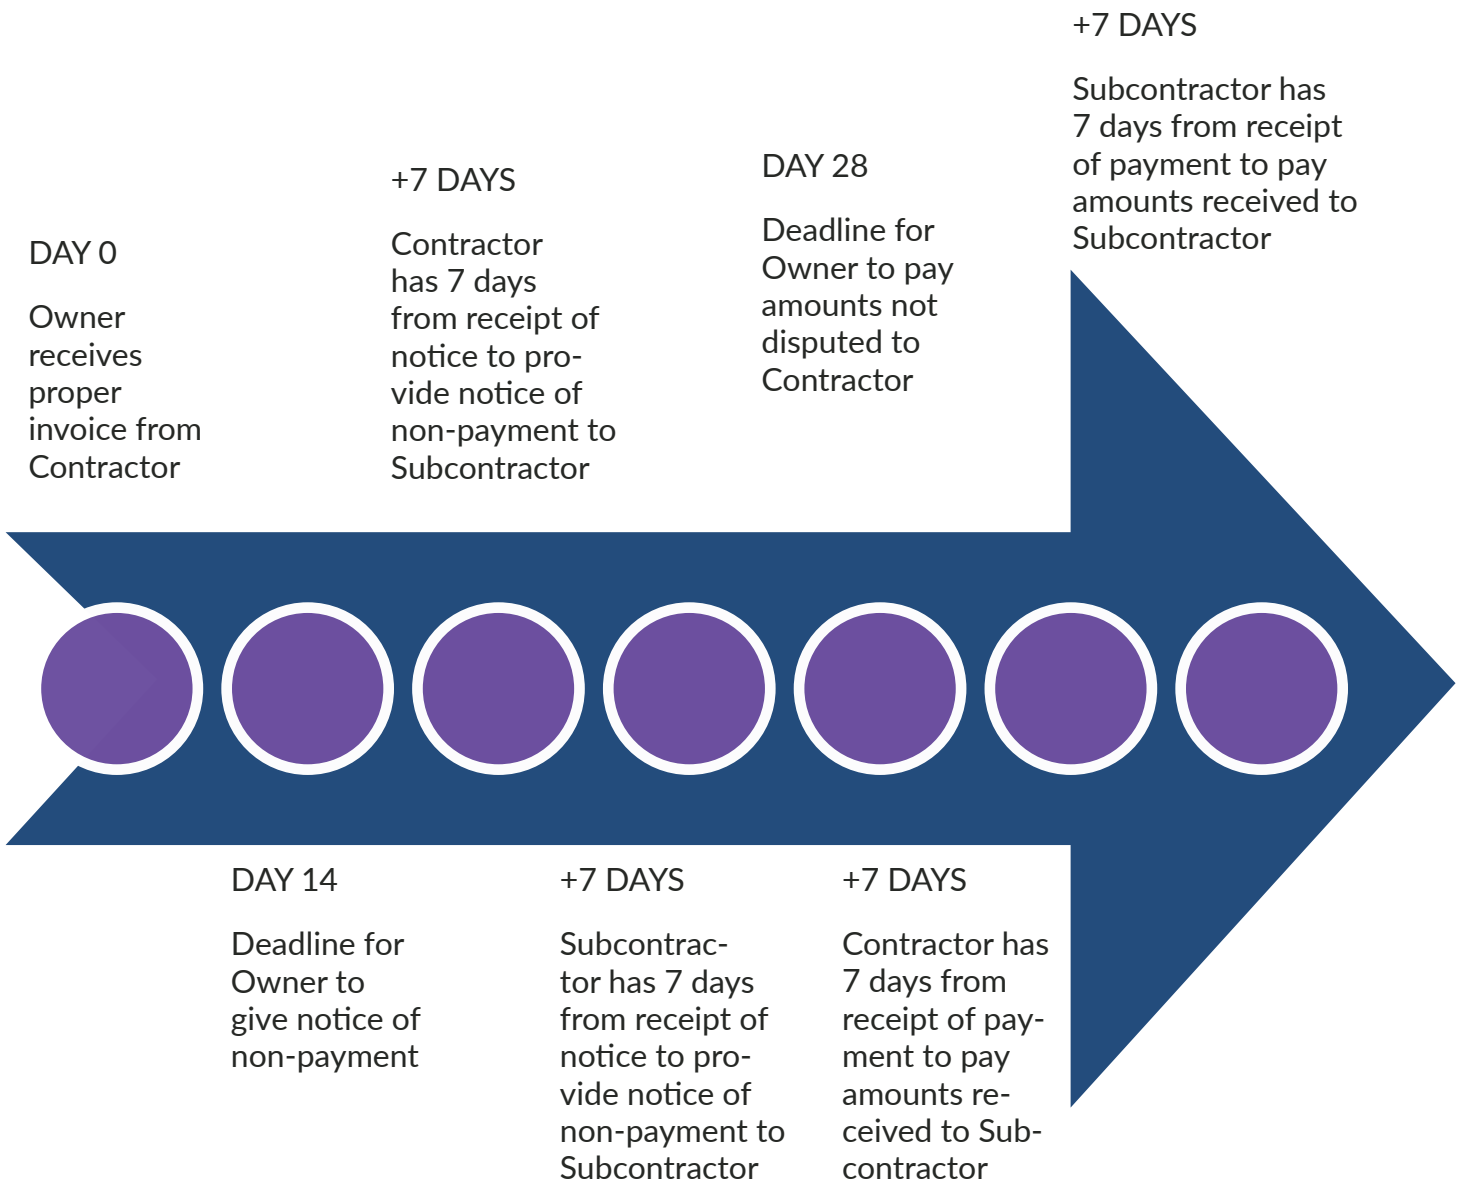 DAY 0
Owner
receives
proper
invoice from
Contractor
DAY 14
Deadline for
Owner to
give notice of
non-payment
+7 DAYS
Contractor
has 7 days
from receipt of
notice to pro-
vide notice of
non-payment to
Subcontractor
+7 DAYS
Subcontrac-
tor has 7 days
from receipt of
notice to pro-
vide notice of
non-payment to
Subcontractor
DAY 28
Deadline for
Owner to pay
amounts not
disputed to
Contractor
+7 DAYS
Contractor has
7 days from
receipt of pay-
ment to pay
amounts re-
ceived to Sub-
contractor
+7 DAYS
Subcontractor has
7 days from receipt
of payment to pay
amounts received to
Subcontractor